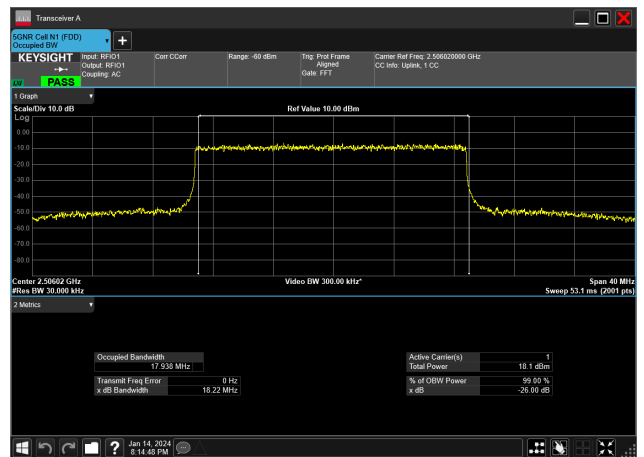 Transceiver A
5GNR Cell N1 (FDD)
Occupied BW
KEYSIGHT Input: RFIO1 Corr CCorr Range: -60 dBm Trig: Prot Frame Carrier Ref Freq: 2.506020000 GHz
Output: RFIO1 Aligned CC Info: Uplink, 1 CC
Coupling: AC Gate: FFT
PASS
1 Graph
Scale/Div 10.0 dB Ref Value 10.00 dBm
Log
0.00
-10.0
-20.0
-30.0
-40.0
-50.0
-60.0
-70.0
-80.0
Center 2.50602 GHz Video BW 300.00 kHz* Span 40 MHz
#Res BW 30.000 kHz Sweep 53.1 ms (2001 pts)
2 Metrics
Occupied Bandwidth Active Carrier(s) 1
17.938 MHz Total Power 18.1 dBm
Transmit Freq Error 0 Hz % of OBW Power 99.00 %
x dB Bandwidth 18.22 MHz x dB -26.00 dB
? Jan 14, 2024
8:14:48 PM